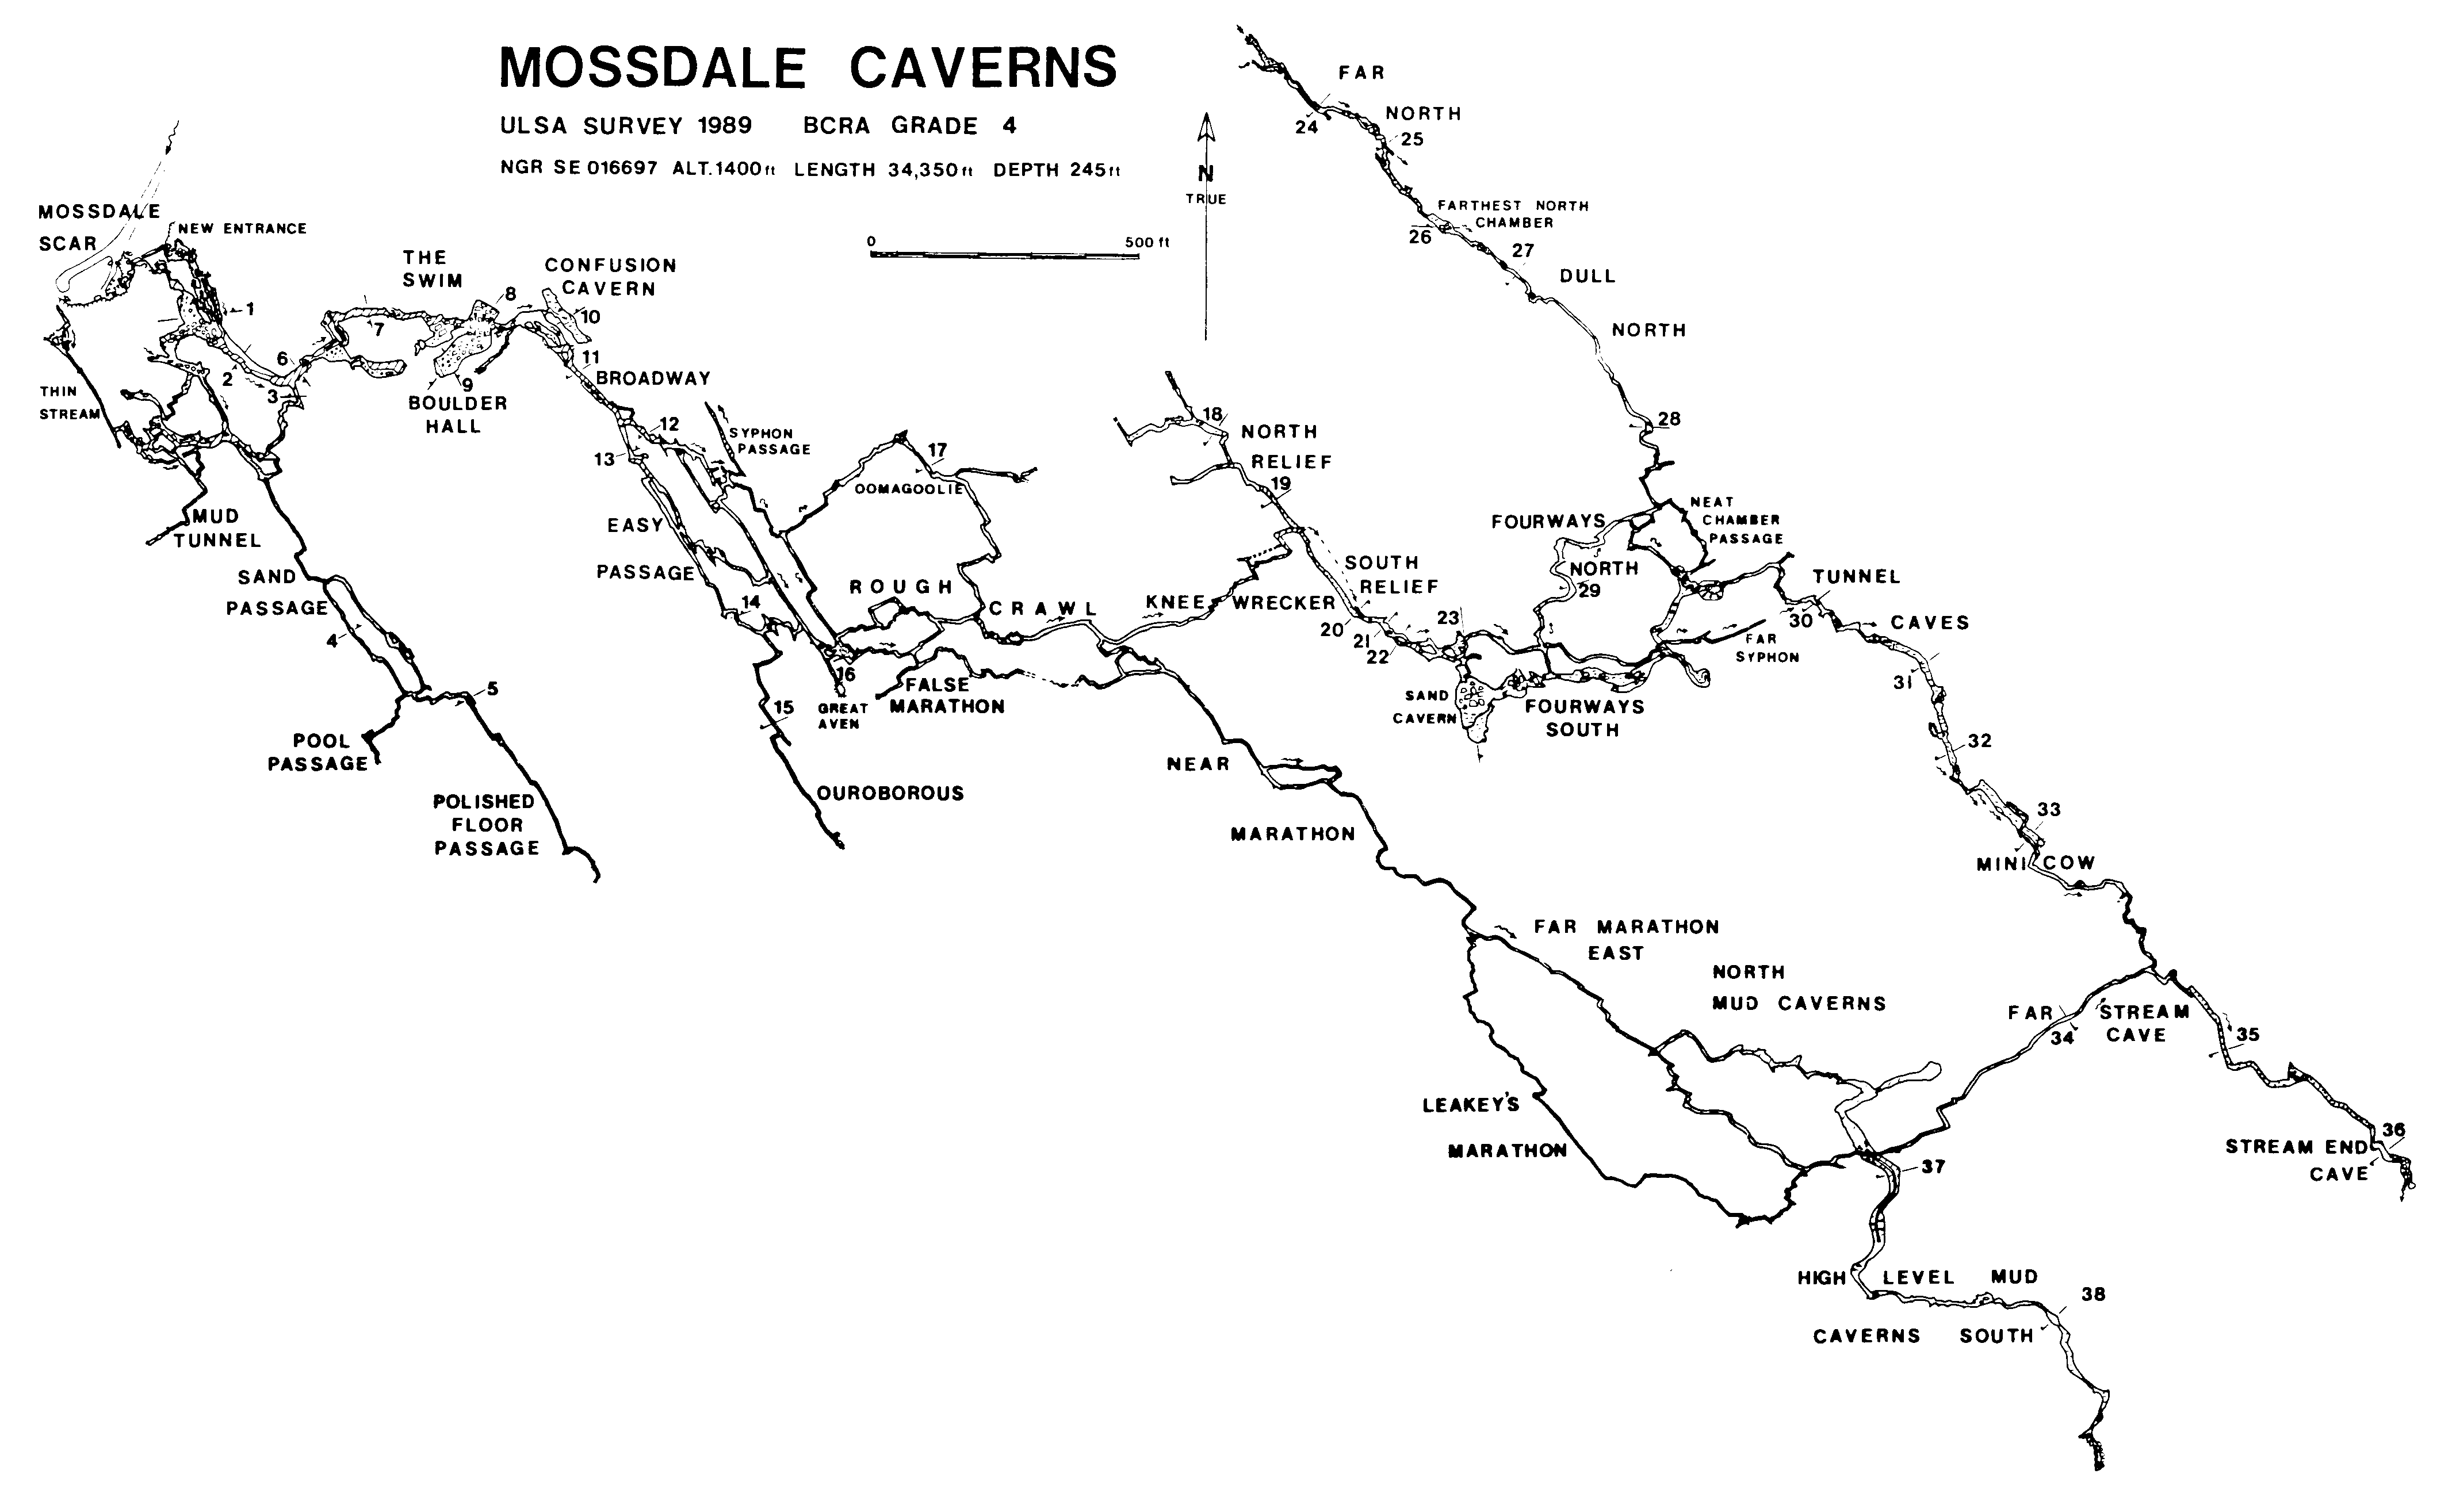 MOSSDALE CAVERNS
ULSA SURVEY 1989 BCRA GRADE 4
NGR SE 016697 ALT. 1400 ft LENGTH 34,350 ft DEPTH 245 ft
N
TRUE
0
500 ft
MOSSDALE
SCAR
NEW ENTRANCE
THIN
STREAM
1
2
3
6
7
THE
SWIM
8
9
BOULDER
HALL
CONFUSION
CAVERN
10
11
BROADWAY
12
13
SYPHON
PASSAGE
MUD
TUNNEL
SAND
PASSAGE
4
5
POOL
PASSAGE
POLISHED
FLOOR
PASSAGE
EASY
PASSAGE
14
15
OUROBOROUS
16
GREAT
AVEN
17
OOMAGOOLIE
ROUGH
CRAWL
FALSE
MARATHON
KNEE WRECKER
18
NORTH
RELIEF
19
SOUTH
RELIEF
20
21
22
23
SAND
CAVERN
FOURWAYS
NORTH
29
FOURWAYS
SOUTH
FAR
NORTH
24
25
FARTHEST NORTH
CHAMBER
26
27
DULL
NORTH
28
NEAT
CHAMBER
PASSAGE
FAR
SYPHON
TUNNEL
CAVES
30
31
32
33
MINI COW
NEAR
MARATHON
FAR MARATHON
EAST
NORTH
MUD CAVERNS
LEAKEY'S
MARATHON
FAR STREAM
CAVE
34
35
36
STREAM END
CAVE
37
HIGH LEVEL MUD
CAVERNS SOUTH
38